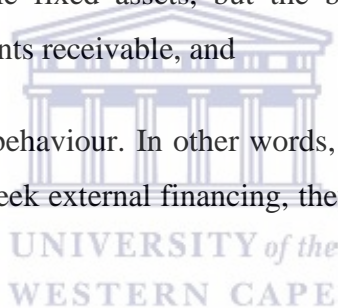 fixed assets, but the b
nts receivable, and
behaviour. In other words,
eek external financing, the
UNIVERSITY of the
WESTERN CAPE